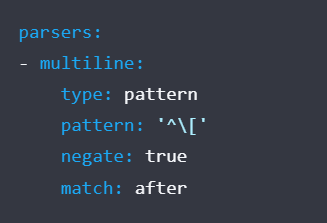 parsers:
- multiline:
    type: pattern
    pattern: '^\['
    negate: true
    match: after